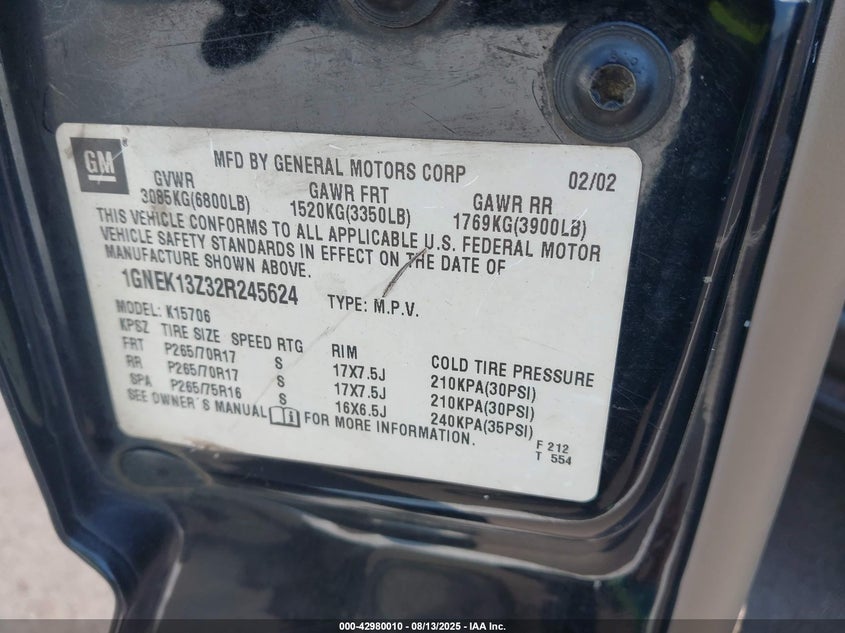 GM
MFD BY GENERAL MOTORS CORP 02/02
GVWR GAWR FRT GAWR RR
3085KG(6800LB) 1520KG(3350LB) 1769KG(3900LB)
THIS VEHICLE CONFORMS TO ALL APPLICABLE U.S. FEDERAL MOTOR
VEHICLE SAFETY STANDARDS IN EFFECT ON THE DATE OF
MANUFACTURE SHOWN ABOVE.
1GNEK13Z32R245624 TYPE: M.P.V.
MODEL: K15706
KPSZ TIRE SIZE SPEED RTG RIM COLD TIRE PRESSURE
FRT P265/70R17 S 17X7.5J 210KPA(30PSI)
RR P265/70R17 S 17X7.5J 210KPA(30PSI)
SPA P265/75R16 S 16X6.5J 240KPA(35PSI)
SEE OWNER'S MANUAL FOR MORE INFORMATION.
F 212
T 554
000-42980010 - 08/13/2025 - IAA Inc.